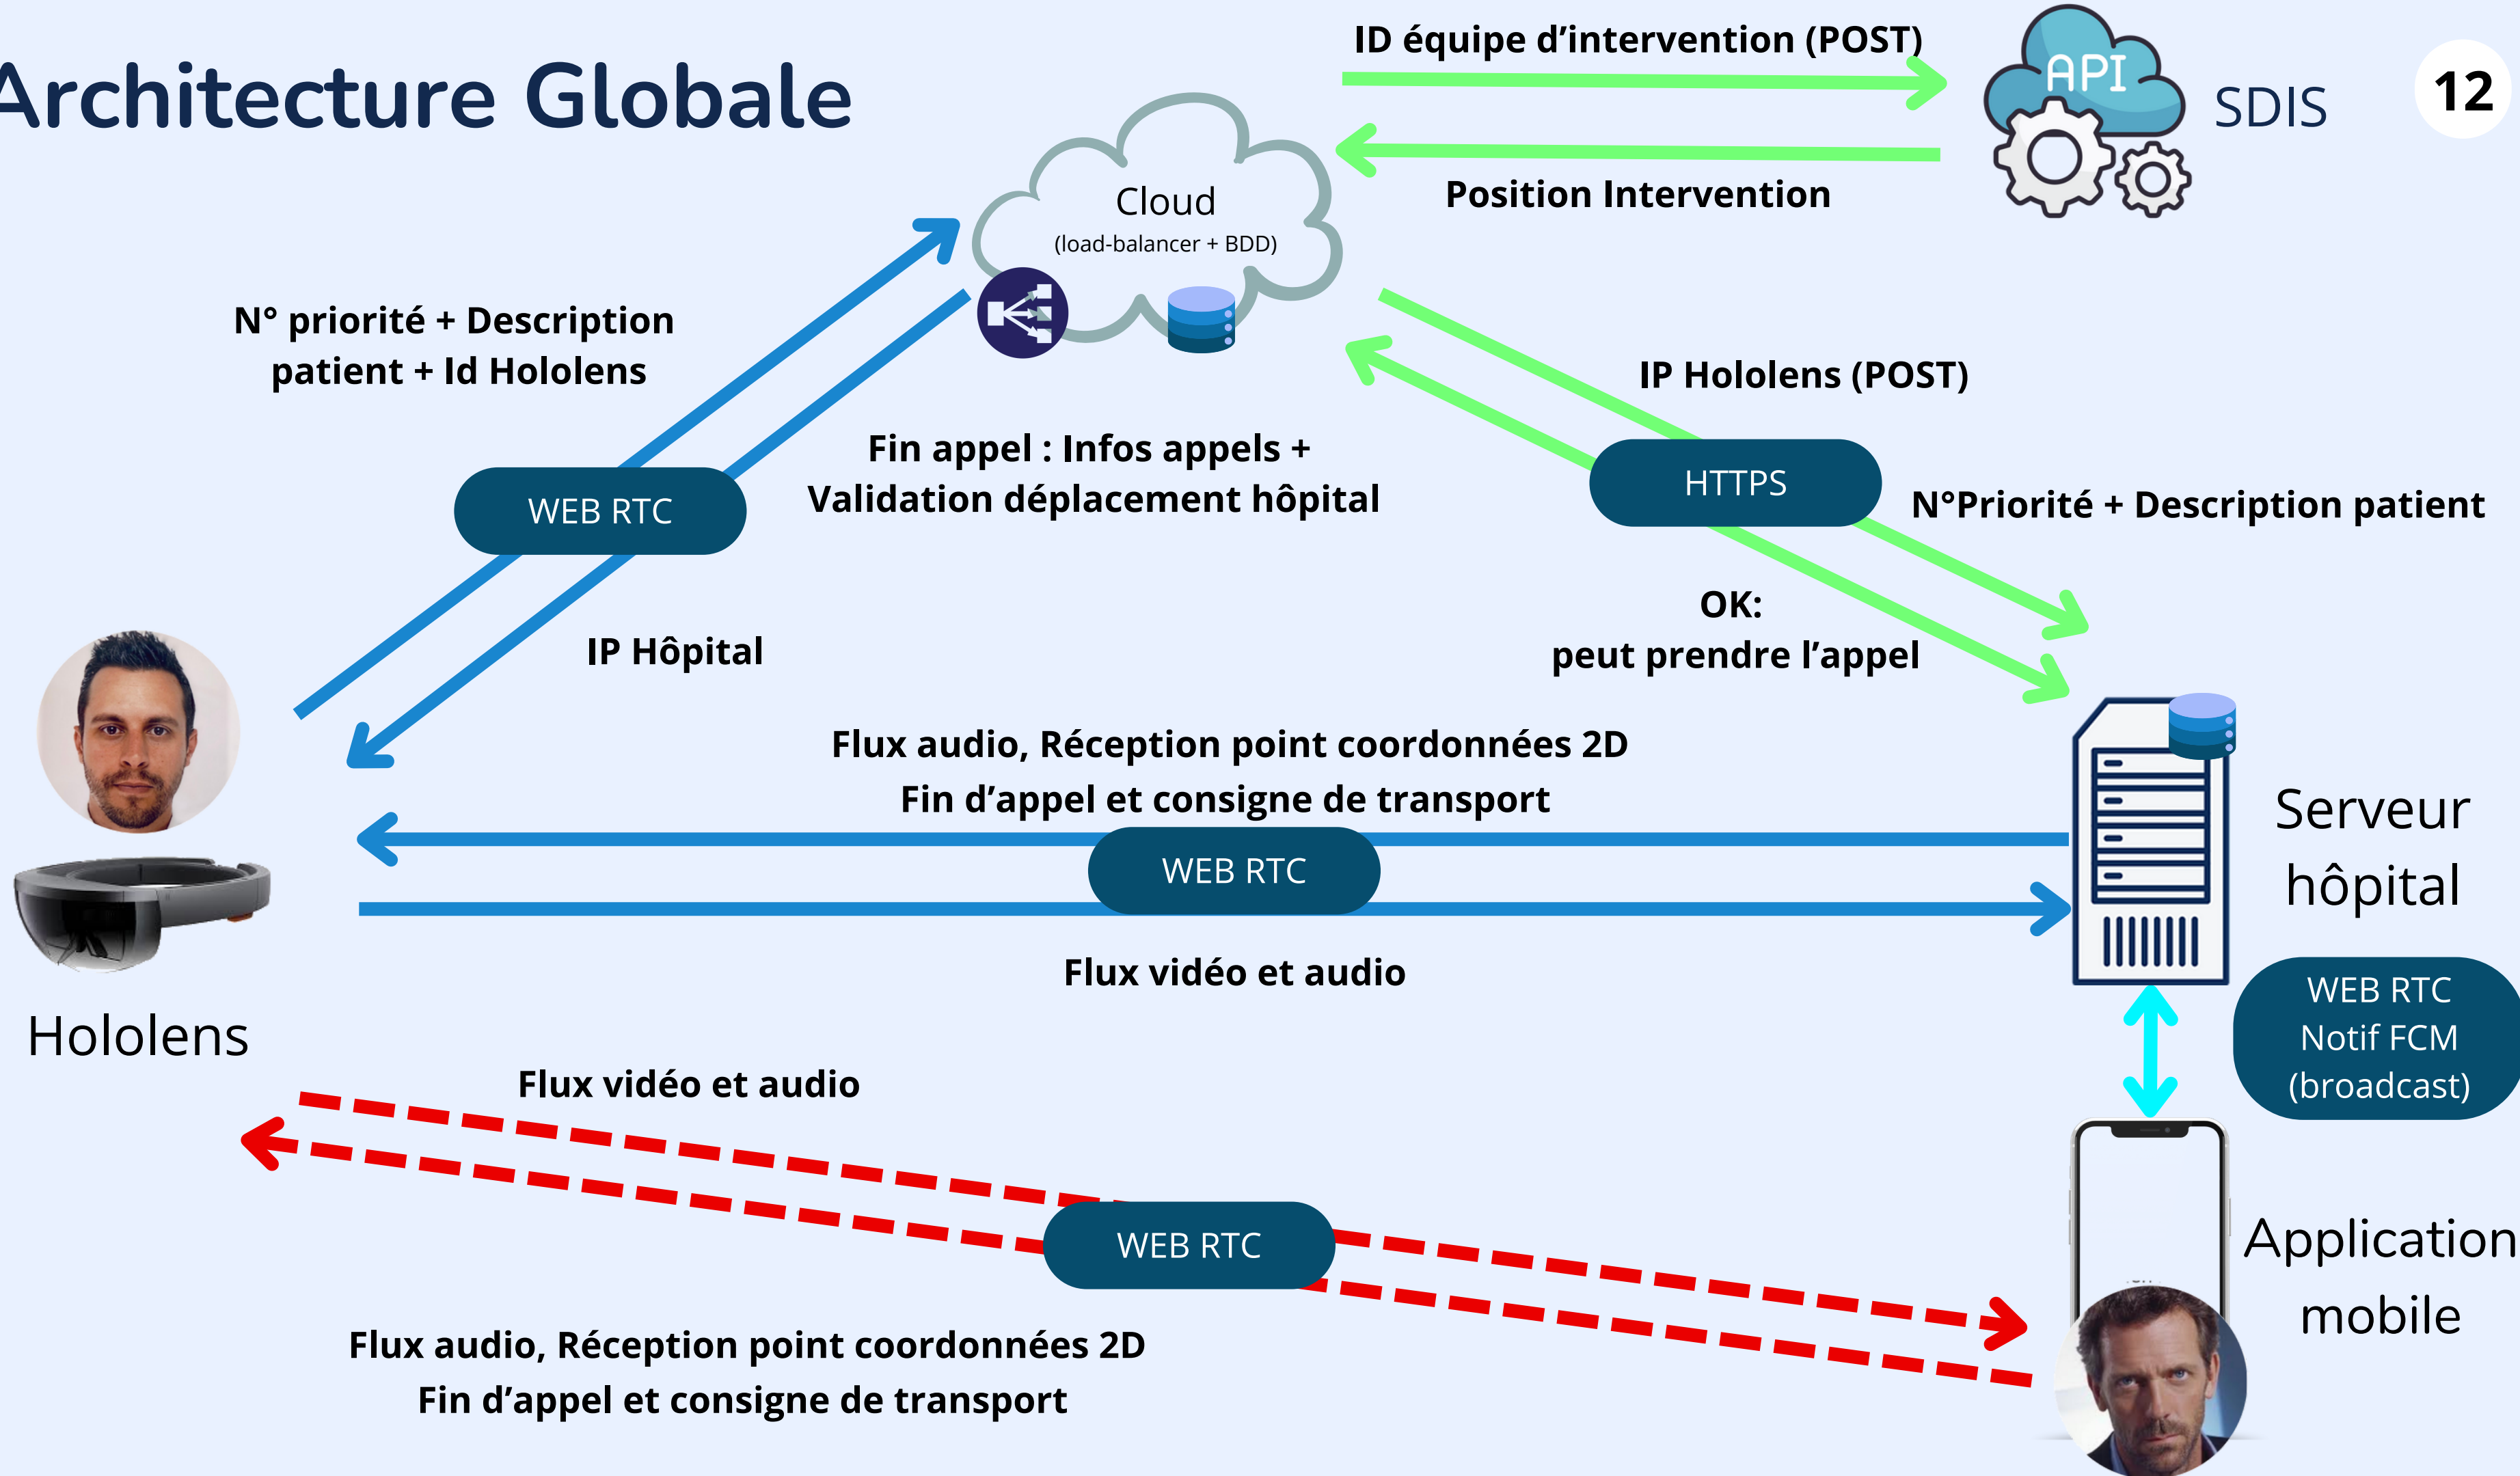 Architecture Globale
ID équipe d’intervention (POST)
API
SDIS
12
Position Intervention
Cloud
(load-balancer + BDD)
N° priorité + Description
patient + Id Hololens
IP Hololens (POST)
Fin appel : Infos appels +
Validation déplacement hôpital
WEB RTC
HTTPS
N°Priorité + Description patient
OK:
peut prendre l’appel
IP Hôpital
Flux audio, Réception point coordonnées 2D
Fin d’appel et consigne de transport
WEB RTC
Flux vidéo et audio
Serveur
hôpital
WEB RTC
Notif FCM
(broadcast)
Hololens
Flux vidéo et audio
WEB RTC
Application
mobile
Flux audio, Réception point coordonnées 2D
Fin d’appel et consigne de transport